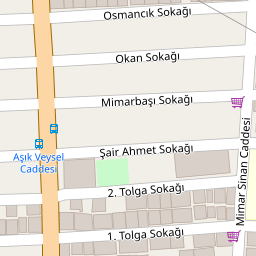 Osmancık Sokağı
Okan Sokağı
Mimarbaşı Sokağı
Şair Ahmet Sokağı
Aşık Veysel
Caddesi
Mimar Sinan Caddesi
2. Tolga Sokağı
1. Tolga Sokağı